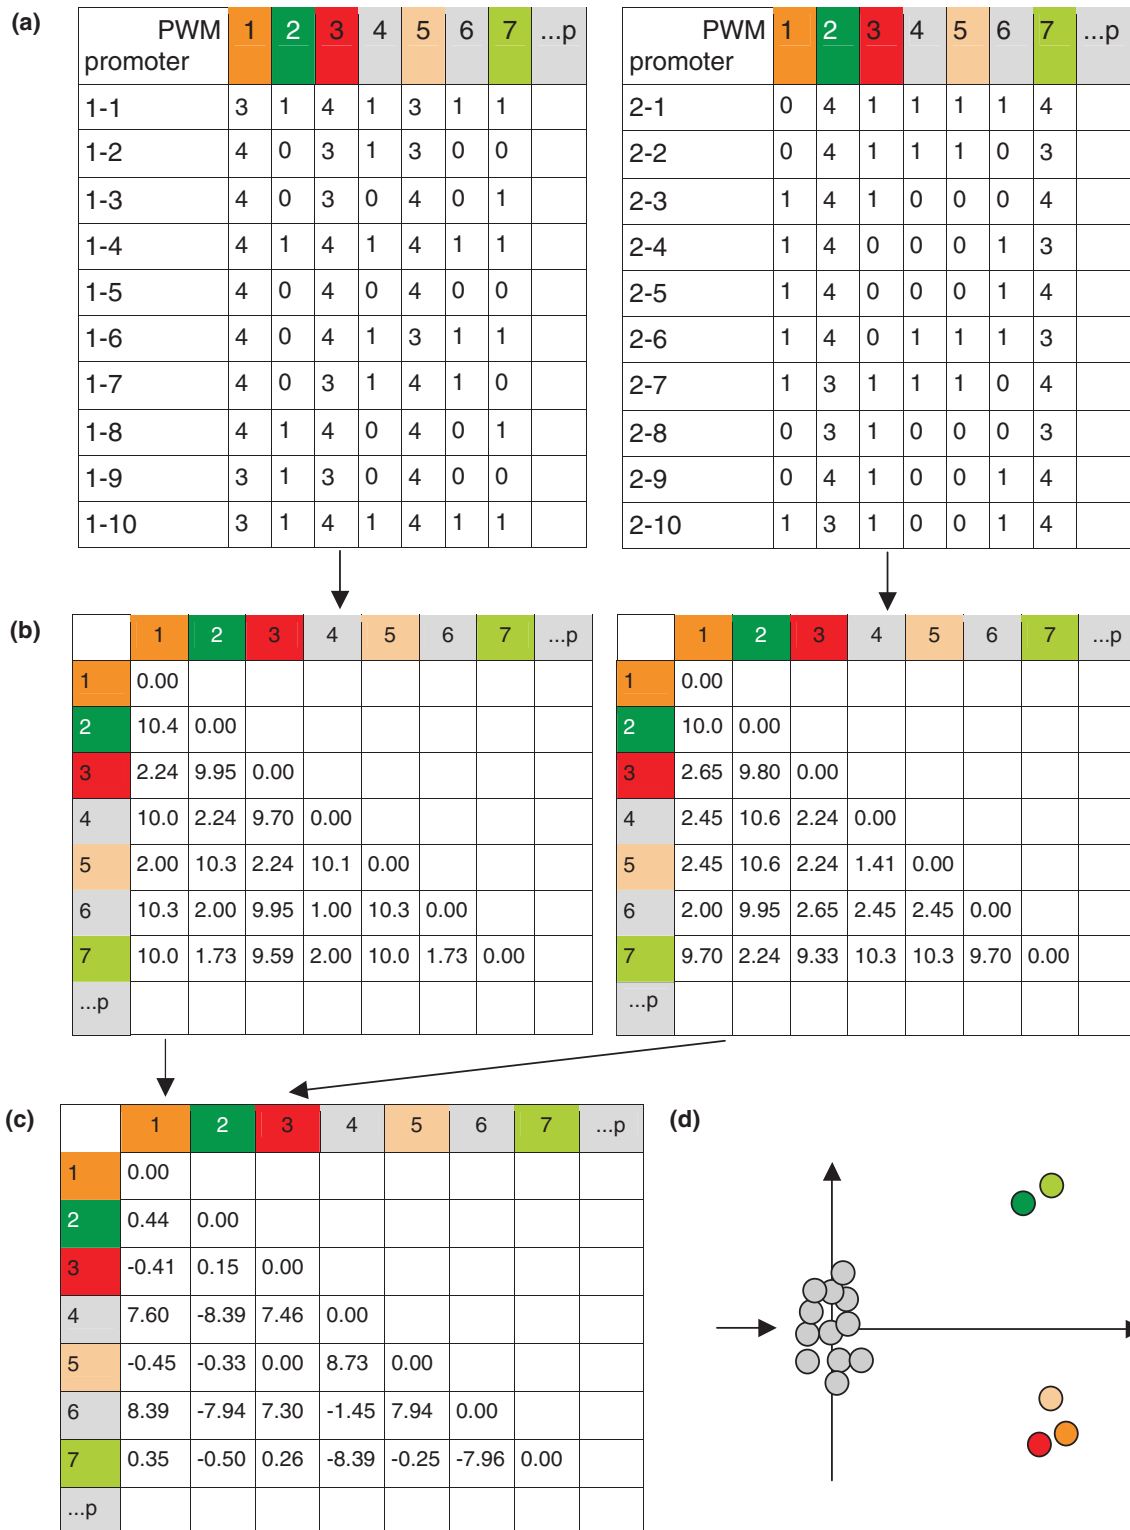 (a)
PWM 1 2 3 4 5 6 7 ...p
promoter
1-1 3 1 4 1 3 1 1
1-2 4 0 3 1 3 0 0
1-3 4 0 3 0 4 0 1
1-4 4 1 4 1 4 1 1
1-5 4 0 4 0 4 0 0
1-6 4 0 4 1 3 1 1
1-7 4 0 3 1 4 1 0
1-8 4 1 4 0 4 0 1
1-9 3 1 3 0 4 0 0
1-10 3 1 4 1 4 1 1
PWM 1 2 3 4 5 6 7 ...p
promoter
2-1 0 4 1 1 1 1 4
2-2 0 4 1 1 1 0 3
2-3 1 4 1 0 0 0 4
2-4 1 4 0 0 0 1 3
2-5 1 4 0 0 0 1 4
2-6 1 4 0 1 1 1 3
2-7 1 3 1 1 1 0 4
2-8 0 3 1 0 0 0 3
2-9 0 4 1 0 0 1 4
2-10 1 3 1 0 0 1 4
(b)
1 2 3 4 5 6 7 ...p
1 0.00
2 10.4 0.00
3 2.24 9.95 0.00
4 10.0 2.24 9.70 0.00
5 2.00 10.3 2.24 10.1 0.00
6 10.3 2.00 9.95 1.00 10.3 0.00
7 10.0 1.73 9.59 2.00 10.0 1.73 0.00
...p
1 2 3 4 5 6 7 ...p
1 0.00
2 10.0 0.00
3 2.65 9.80 0.00
4 2.45 10.6 2.24 0.00
5 2.45 10.6 2.24 1.41 0.00
6 2.00 9.95 2.65 2.45 2.45 0.00
7 9.70 2.24 9.33 10.3 10.3 9.70 0.00
...p
(c)
1 2 3 4 5 6 7 ...p
1 0.00
2 0.44 0.00
3 -0.41 0.15 0.00
4 7.60 -8.39 7.46 0.00
5 -0.45 -0.33 0.00 8.73 0.00
6 8.39 -7.94 7.30 -1.45 7.94 0.00
7 0.35 -0.50 0.26 -8.39 -0.25 -7.96 0.00
...p
(d)